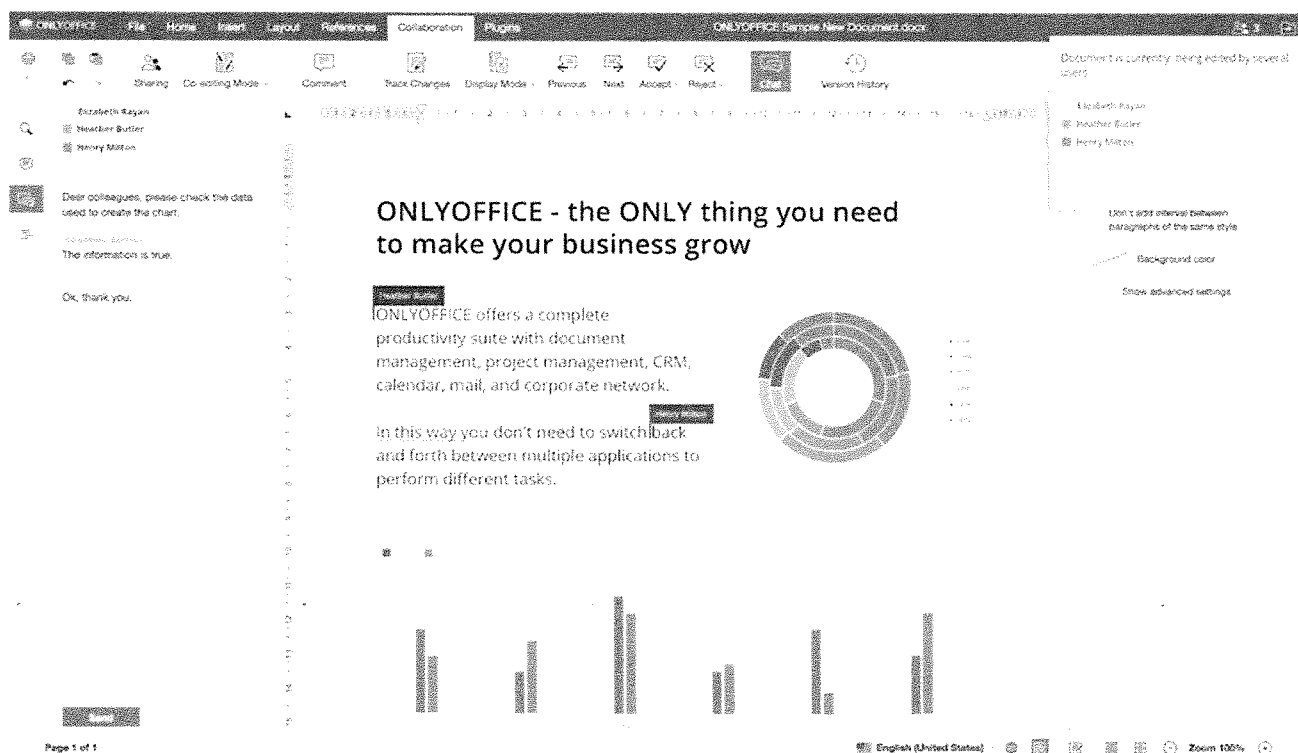 ONLYOFFICE
File Home Insert Layout References Collaboration Plugins
ONLYOFFICE Sample New Document.docx
3
Sharing Co-editing Mode Comment Track Changes Display Mode Previous Next Accept Reject Chat Version History
Elizabeth Rayan
Heather Butler
Henry Milton
Dear colleagues, please check the data
used to create the chart.
The information is true.
Ok, thank you.
Send
ONLYOFFICE - the ONLY thing you need
to make your business grow
Heather Butler
ONLYOFFICE offers a complete
productivity suite with document
management, project management, CRM,
calendar, mail, and corporate network.
Henry Milton
In this way you don't need to switch back
and forth between multiple applications to
perform different tasks.
Document is currently being edited by several
users.
Elizabeth Rayan
Heather Butler
Henry Milton
Don't add interval between
paragraphs of the same style
Background color
Show advanced settings
Page 1 of 1
English (United States)
Zoom 100%